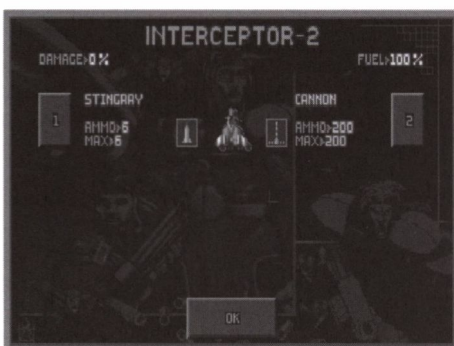 INTERCEPTOR-2
DAMAGE>0% FUEL>100%
STINGRAY CANNON
1 2
AMMO>6 AMMO>200
MAX>6 MAX>200
OK